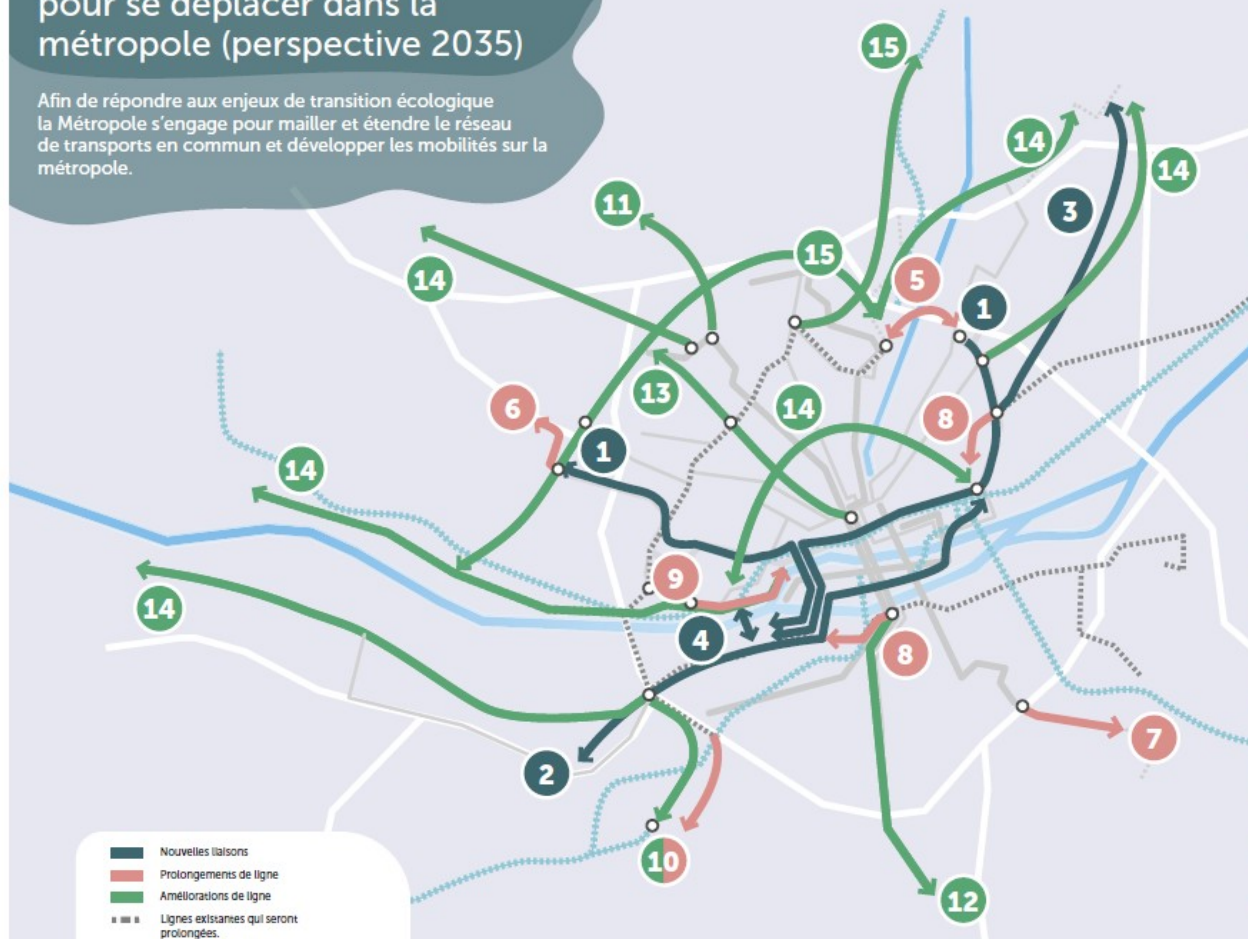 pour se déplacer dans la
métropole (perspective 2035)
Afin de répondre aux enjeux de transition écologique
la Métropole s'engage pour mailler et étendre le réseau
de transports en commun et développer les mobilités sur la
métropole.
15
14
14
3
11
15
14
5
1
13
14
6
8
1
14
9
14
4
8
7
2
10
12
Nouvelles liaisons
Prolongements de ligne
Améliorations de ligne
Lignes existantes qui seront
prolongées.